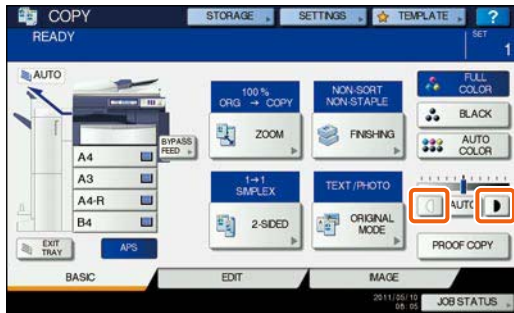 COPY
STORAGE
SETTINGS
TEMPLATE
?
READY
SET
1
AUTO
100 %
ORG → COPY
NON-SORT
NON-STAPLE
FULL
COLOR
ZOOM
FINISHING
BLACK
BYPASS
FEED
AUTO
COLOR
A4
A3
A4-R
B4
1→1
SIMPLEX
TEXT/PHOTO
2-SIDED
ORIGINAL
MODE
AUTO
EXIT
TRAY
APS
PROOF COPY
BASIC
EDIT
IMAGE
2011/05/10
05:05
JOB STATUS